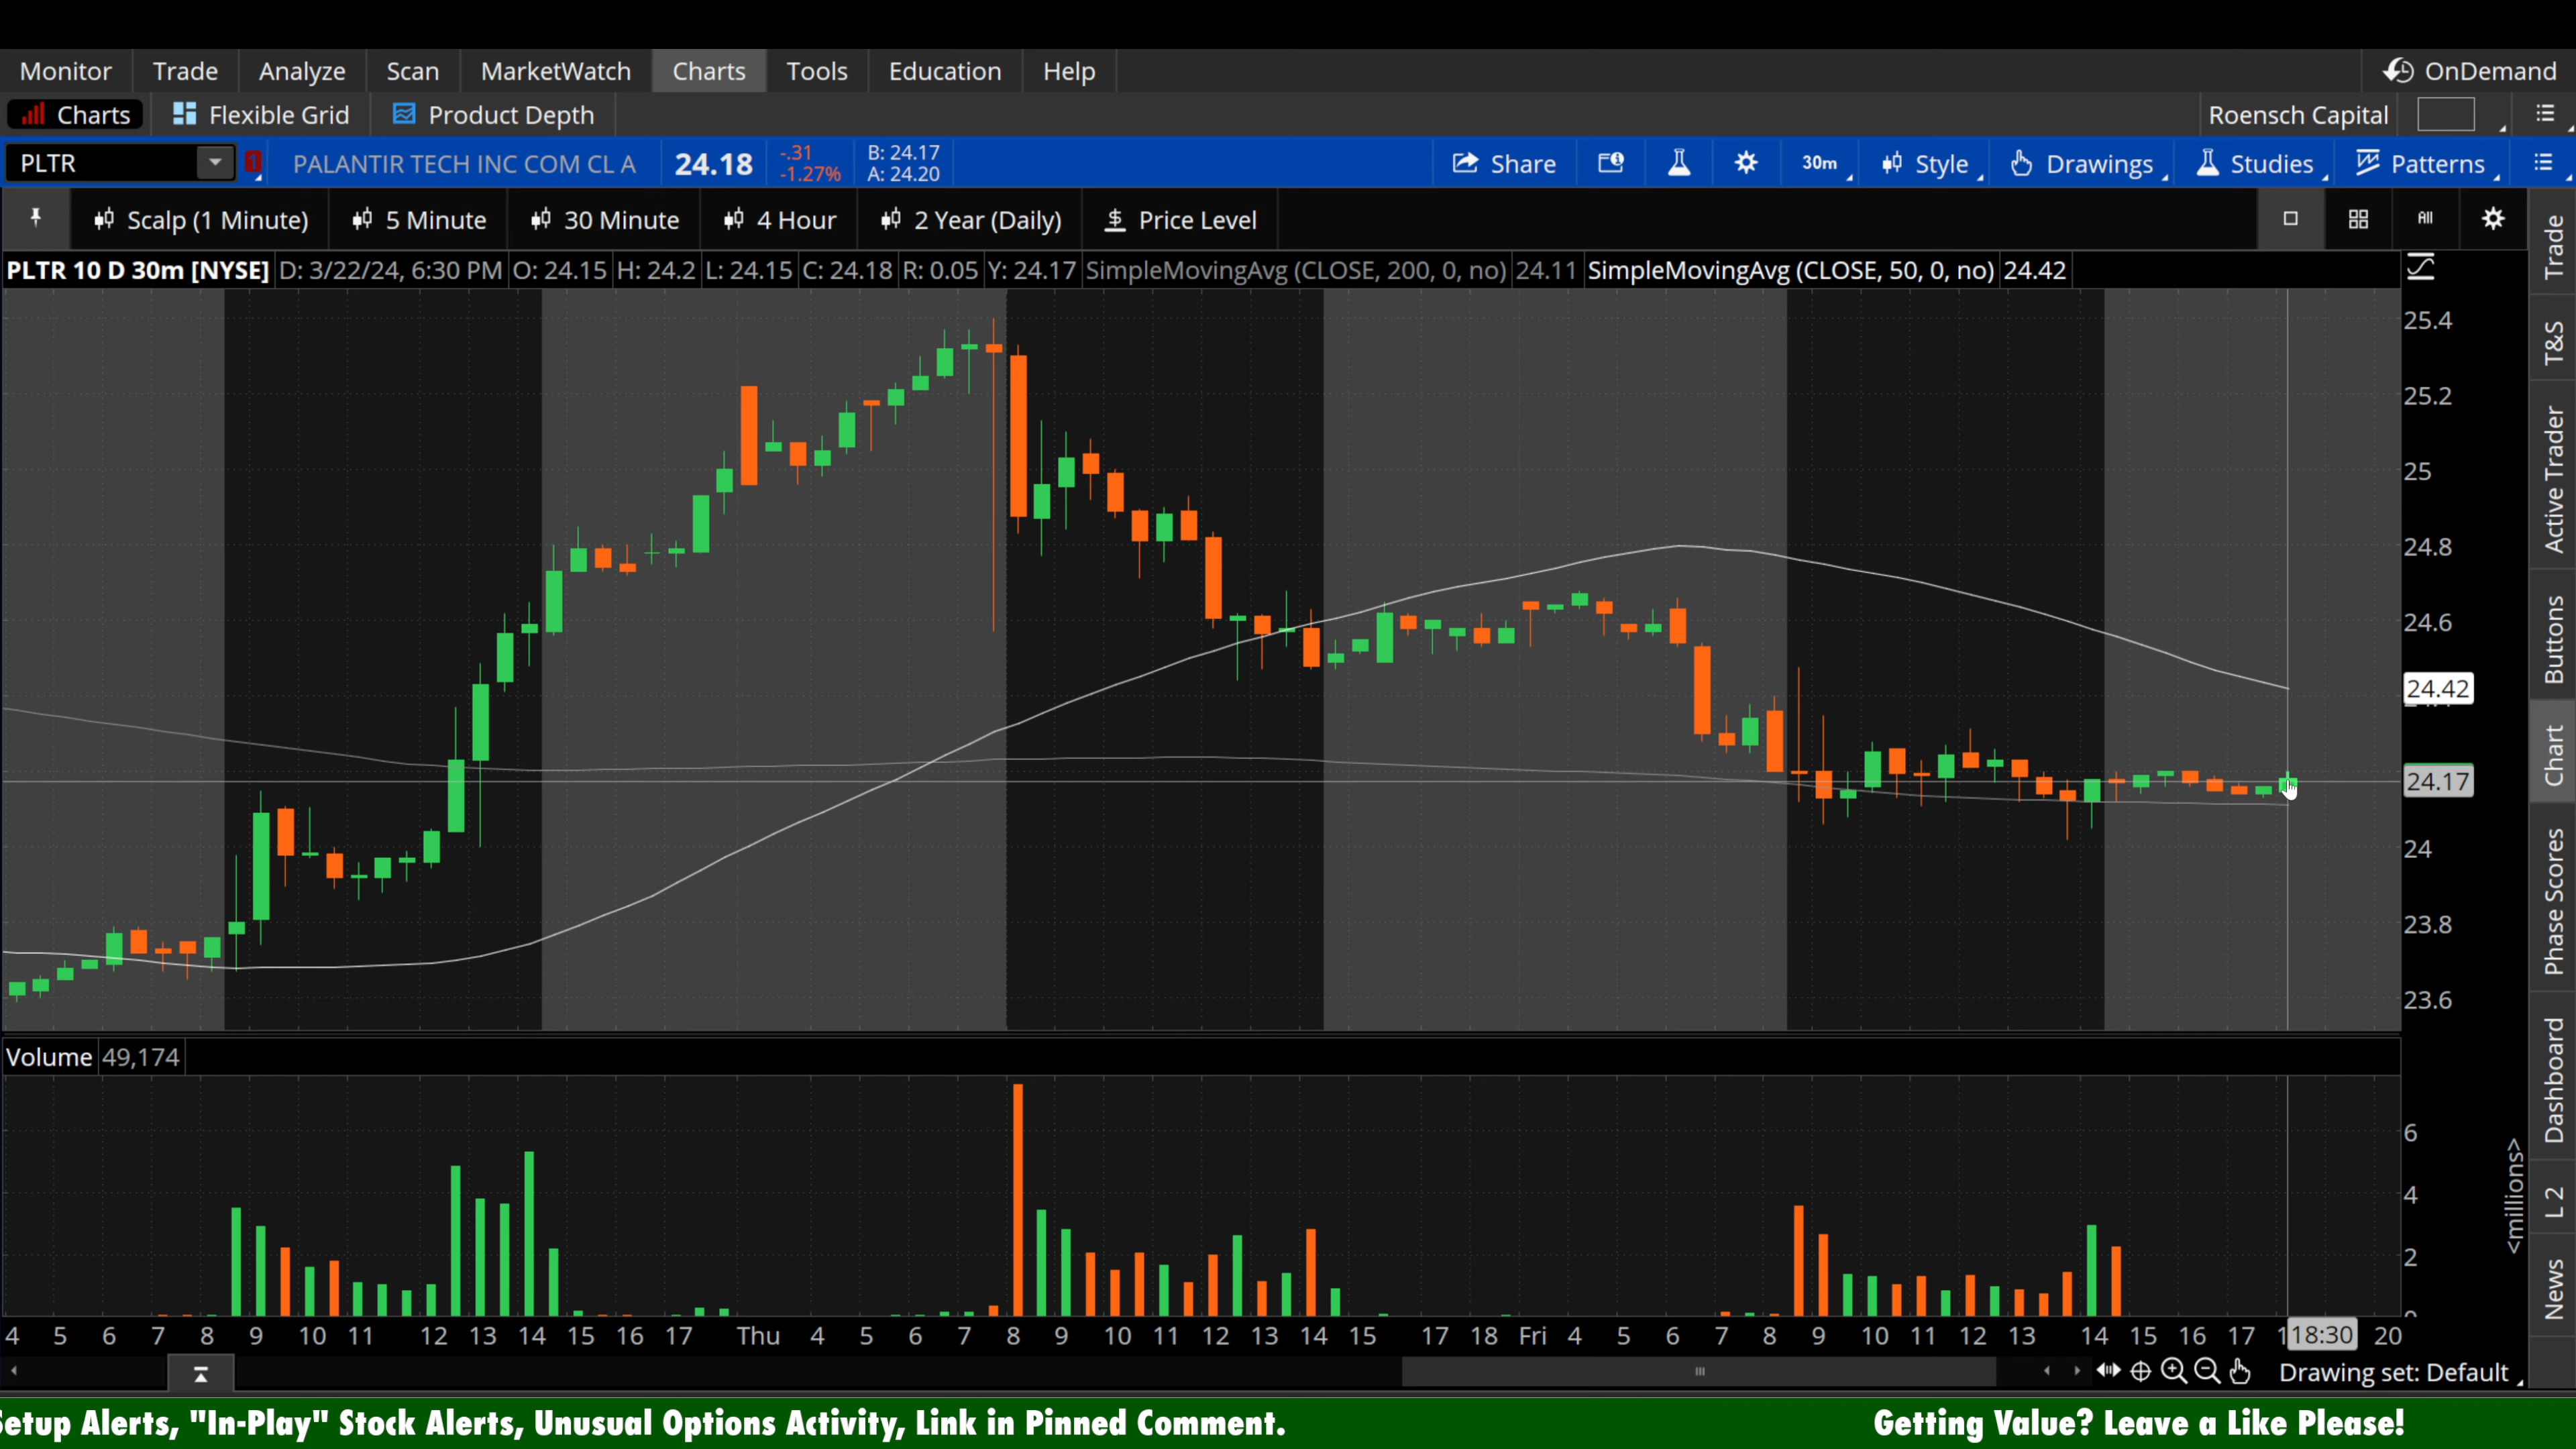 Monitor Trade Analyze Scan MarketWatch Charts Tools Education Help OnDemand
Charts Flexible Grid Product Depth Roensch Capital
PLTR 1 PALANTIR TECH INC COM CL A 24.18 -.31 -1.27% B: 24.17 A: 24.20 Share 30m Style Drawings Studies Patterns
Scalp (1 Minute) 5 Minute 30 Minute 4 Hour 2 Year (Daily) $ Price Level All
PLTR 10 D 30m [NYSE] D: 3/22/24, 6:30 PM O: 24.15 H: 24.2 L: 24.15 C: 24.18 R: 0.05 Y: 24.17 SimpleMovingAvg (CLOSE, 200, 0, no) 24.11 SimpleMovingAvg (CLOSE, 50, 0, no) 24.42
25.4
25.2
25
24.8
24.6
24.42
24.17
24
23.8
23.6
Volume 49,174
6
4
2
<millions>
4 5 6 7 8 9 10 11 12 13 14 15 16 17 Thu 4 5 6 7 8 9 10 11 12 13 14 15 17 18 Fri 4 5 6 7 8 9 10 11 12 13 14 15 16 17 18:30 20
Drawing set: Default
Trade
T&S
Active Trader
Buttons
Chart
Phase Scores
Dashboard
L 2
News
Setup Alerts, "In-Play" Stock Alerts, Unusual Options Activity, Link in Pinned Comment. Getting Value? Leave a Like Please!